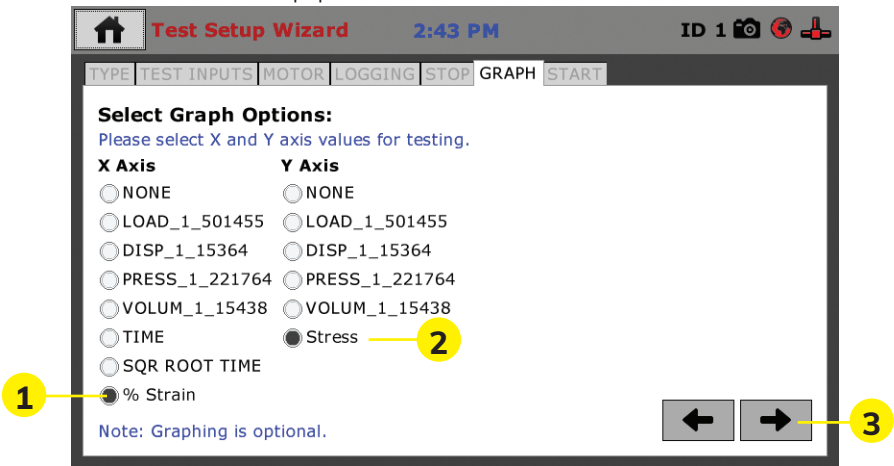 Test Setup Wizard 2:43 PM ID 1
TYPE TEST INPUTS MOTOR LOGGING STOP GRAPH START
Select Graph Options:
Please select X and Y axis values for testing.
X Axis Y Axis
NONE NONE
LOAD_1_501455 LOAD_1_501455
DISP_1_15364 DISP_1_15364
PRESS_1_221764 PRESS_1_221764
VOLUM_1_15438 VOLUM_1_15438
TIME Stress 2
SQR ROOT TIME
1 % Strain
Note: Graphing is optional. 3